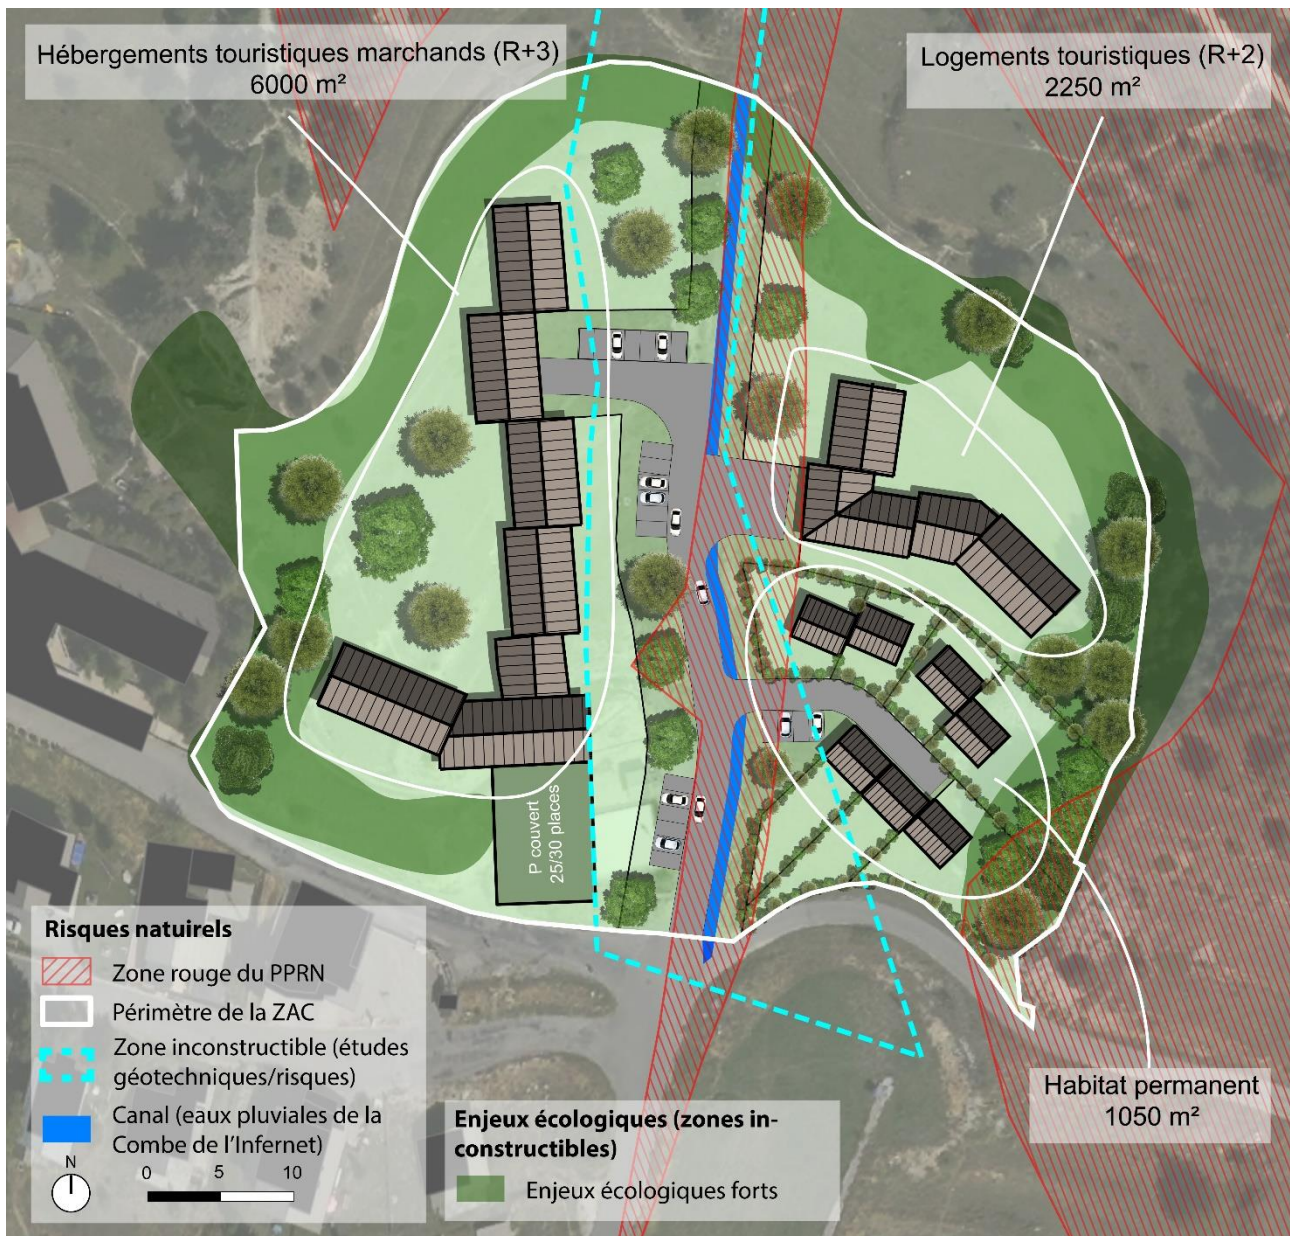 Hébergements touristiques marchands (R+3)
6000 m²
Logements touristiques (R+2)
2250 m²
P couvert
25/30 places
Risques natuirels
Zone rouge du PPRN
Périmètre de la ZAC
Zone inconstructible (études
géotechniques/risques)
Canal (eaux pluviales de la
Combe de l’Infernet)
N
0 5 10
Enjeux écologiques (zones in-
constructibles)
Enjeux écologiques forts
Habitat permanent
1050 m²